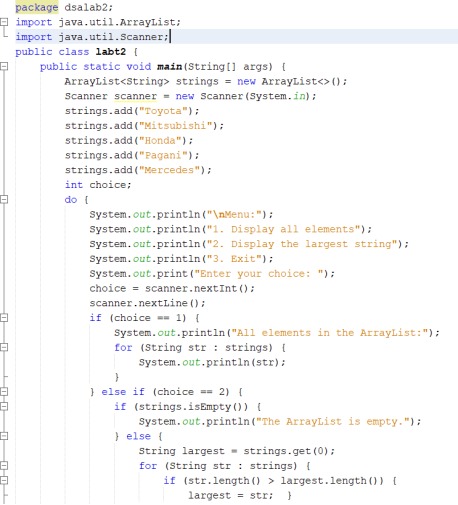 package dsalab2;
import java.util.ArrayList;
import java.util.Scanner;
public class labt2 {
    public static void main(String[] args) {
        ArrayList<String> strings = new ArrayList<>();
        Scanner scanner = new Scanner(System.in);
        strings.add("Toyota");
        strings.add("Mitsubishi");
        strings.add("Honda");
        strings.add("Pagani");
        strings.add("Mercedes");
        int choice;
        do {
            System.out.println("\nMenu:");
            System.out.println("1. Display all elements");
            System.out.println("2. Display the largest string");
            System.out.println("3. Exit");
            System.out.print("Enter your choice: ");
            choice = scanner.nextInt();
            scanner.nextLine();
            if (choice == 1) {
                System.out.println("All elements in the ArrayList:");
                for (String str : strings) {
                    System.out.println(str);
                }
            } else if (choice == 2) {
                if (strings.isEmpty()) {
                    System.out.println("The ArrayList is empty.");
                } else {
                    String largest = strings.get(0);
                    for (String str : strings) {
                        if (str.length() > largest.length()) {
                            largest = str;  }